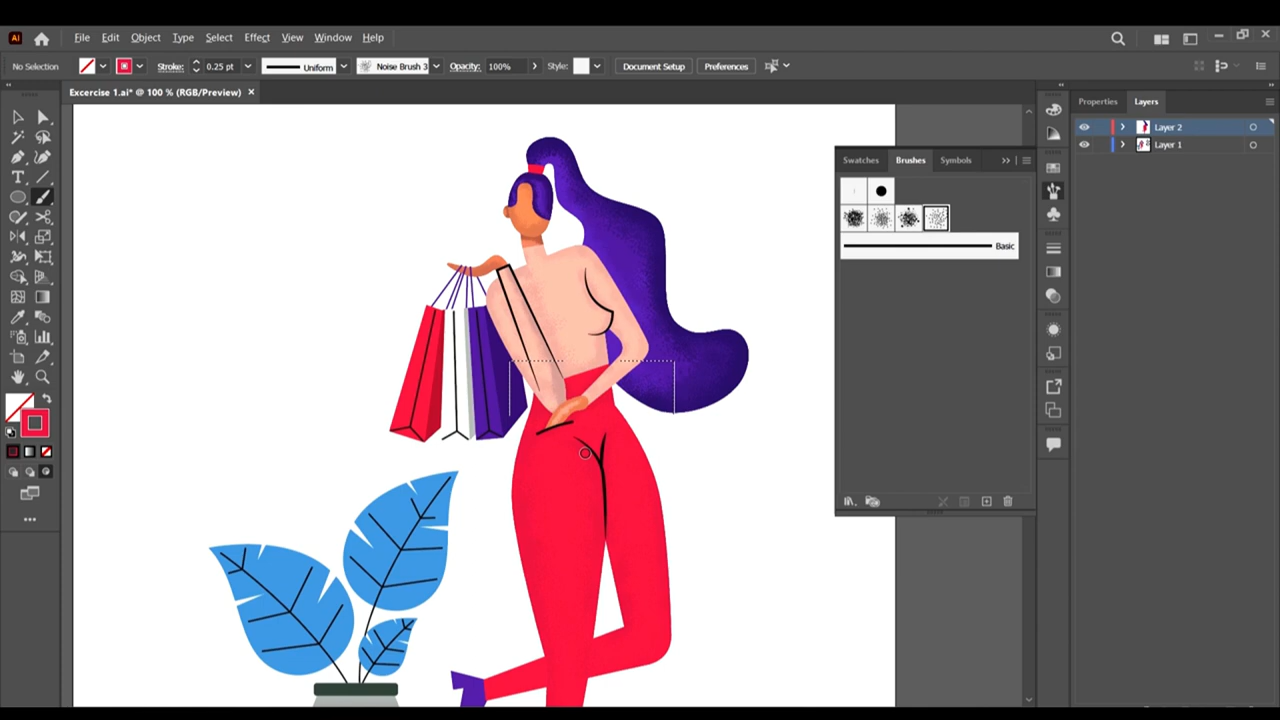 Ai File Edit Object Type Select Effect View Window Help
No Selection Stroke: 0.25 pt Uniform Noise Brush 3 Opacity: 100% Style: Document Setup Preferences
Excercise 1.ai* @ 100 % (RGB/Preview) ×
Properties Layers
Layer 2
Layer 1
Swatches Brushes Symbols
Basic